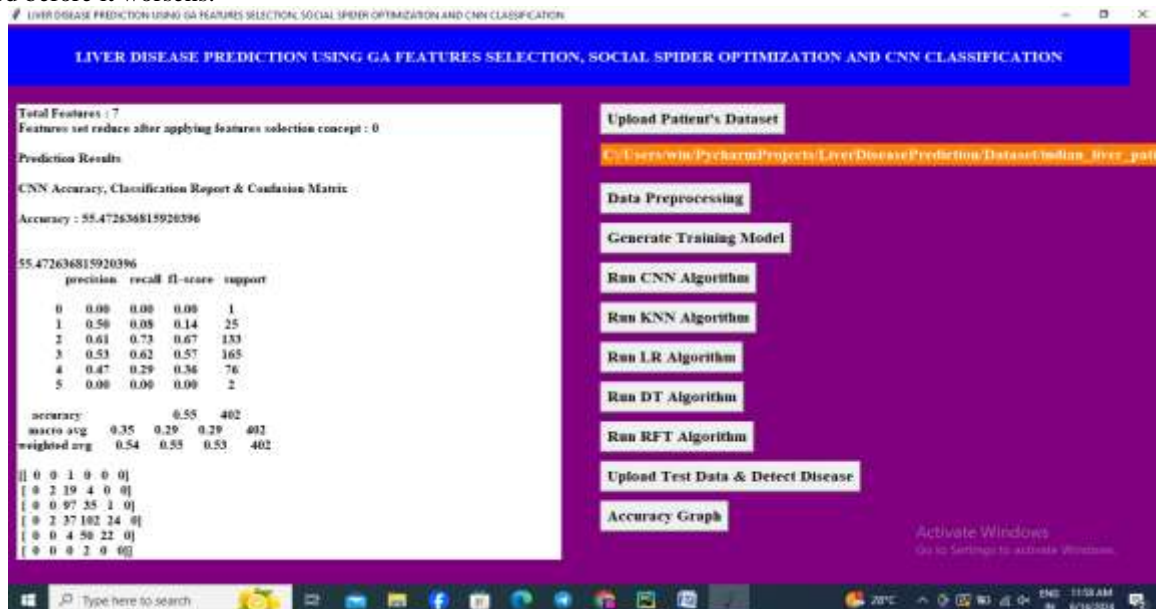 ed before it worsens.
LIVER DISEASE PREDICTION USING GA FEATURES SELECTION, SOCIAL SPIDER OPTIMIZATION AND CNN CLASSIFICATION
LIVER DISEASE PREDICTION USING GA FEATURES SELECTION, SOCIAL SPIDER OPTIMIZATION AND CNN CLASSIFICATION
Total Features : 7
Features set reduce after applying features selection concept : 0
Prediction Results
CNN Accuracy, Classification Report & Confusion Matrix
Accuracy : 55.472636815920396
55.472636815920396
precision recall f1-score support
0 0.00 0.00 0.00 1
1 0.50 0.08 0.14 25
2 0.61 0.73 0.67 133
3 0.53 0.62 0.57 165
4 0.47 0.29 0.36 76
5 0.00 0.00 0.00 2
accuracy 0.55 402
macro avg 0.35 0.29 0.29 402
weighted avg 0.54 0.55 0.53 402
[[ 0 0 1 0 0 0]
[ 0 2 19 4 0 0]
[ 0 0 97 35 1 0]
[ 0 2 37 102 24 0]
[ 0 0 4 50 22 0]
[ 0 0 0 2 0 0]]
Upload Patient's Dataset
C:/Users/win/PycharmProjects/LiverDiseasePrediction/Dataset/indian_liver_pati
Data Preprocessing
Generate Training Model
Run CNN Algorithm
Run KNN Algorithm
Run LR Algorithm
Run DT Algorithm
Run RFT Algorithm
Upload Test Data & Detect Disease
Accuracy Graph
Activate Windows
Go to Settings to activate Windows.
Type here to search
28°C
ENG
11:58 AM